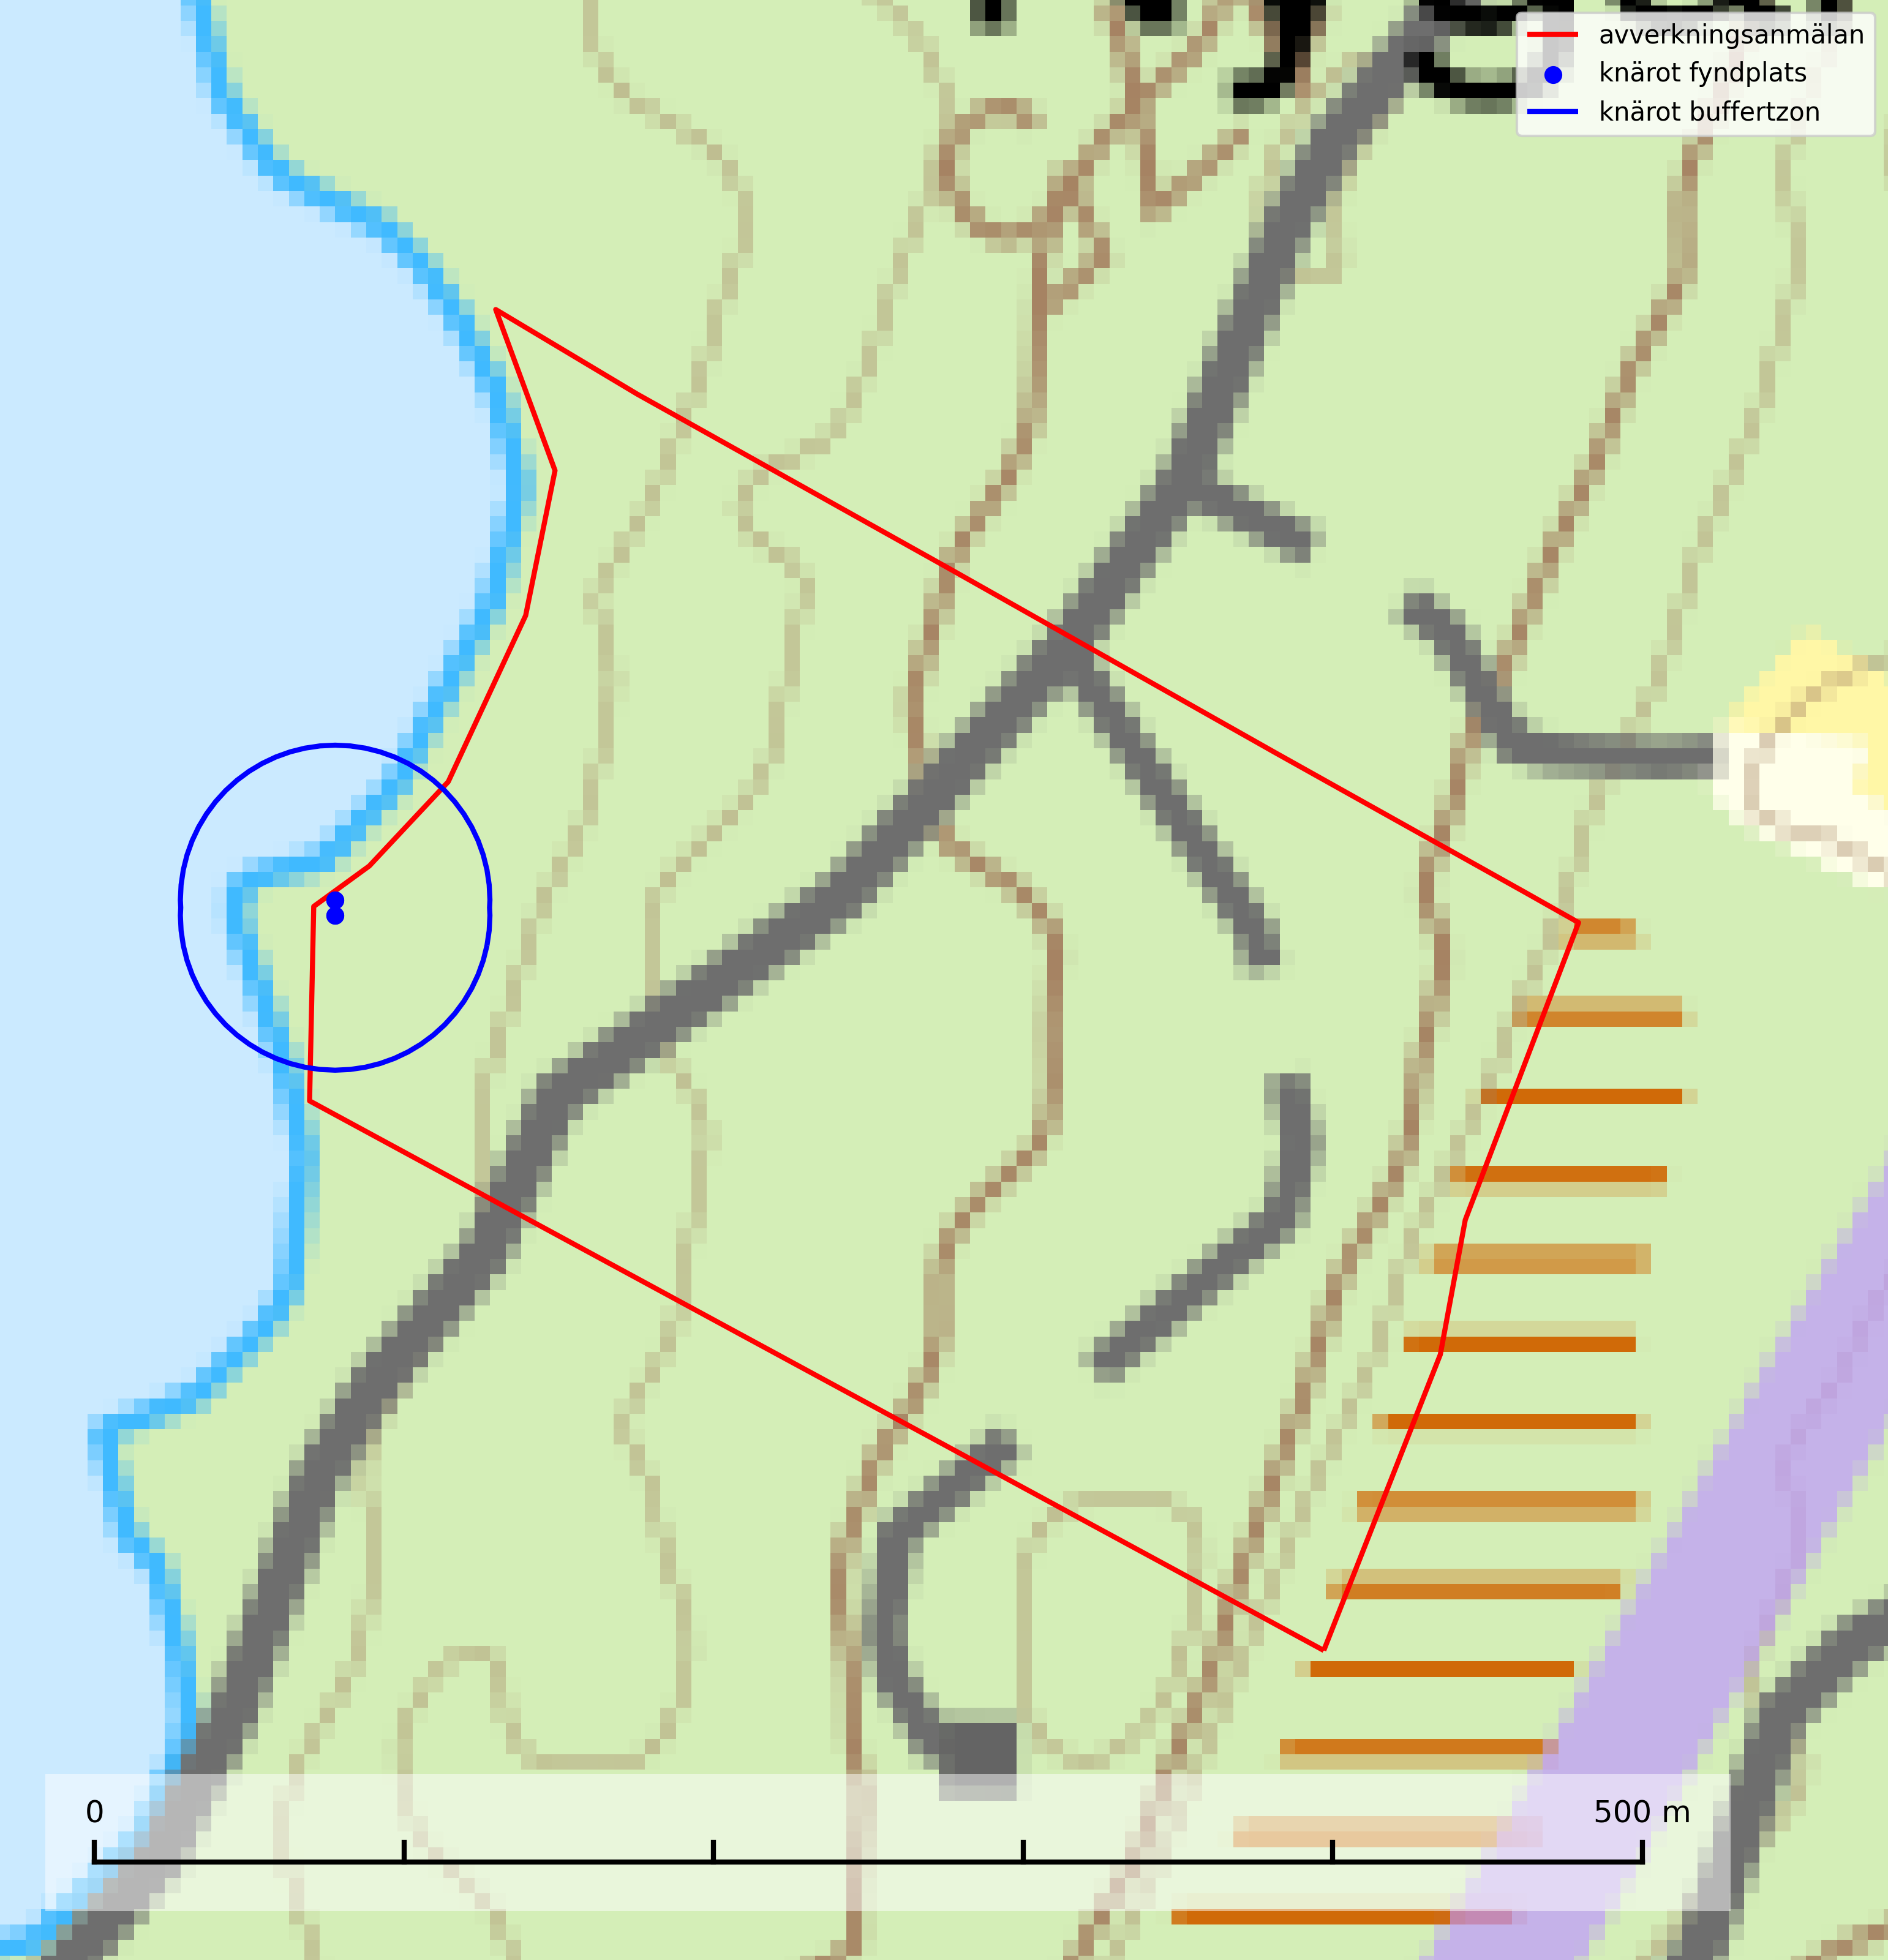 avverkningsanmälan
knärot fyndplats
knärot buffertzon
0 500 m